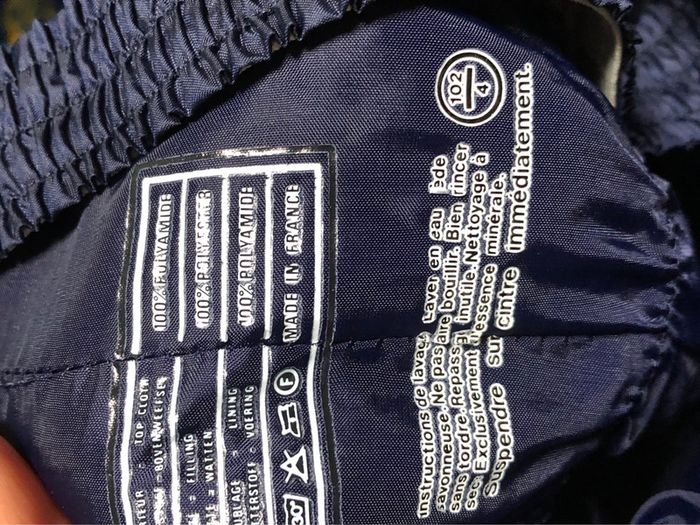 102
4
instructions de lavage Laver en eau
savonneuse. Ne pas bouillir. Bien rincer
sans tordre. Repassage inutile. Nettoyage à
sec. Exclusivement essence minérale.
Suspendre sur cintre immédiatement.
- TOP CLOTH 100% POLYAMIDE
- BOVENWEEFSEL
- FILLING 100% POLYESTER
= WATTEN
- LINING 100% POLYAMIDE
- VOERING
30° F MADE IN FRANCE